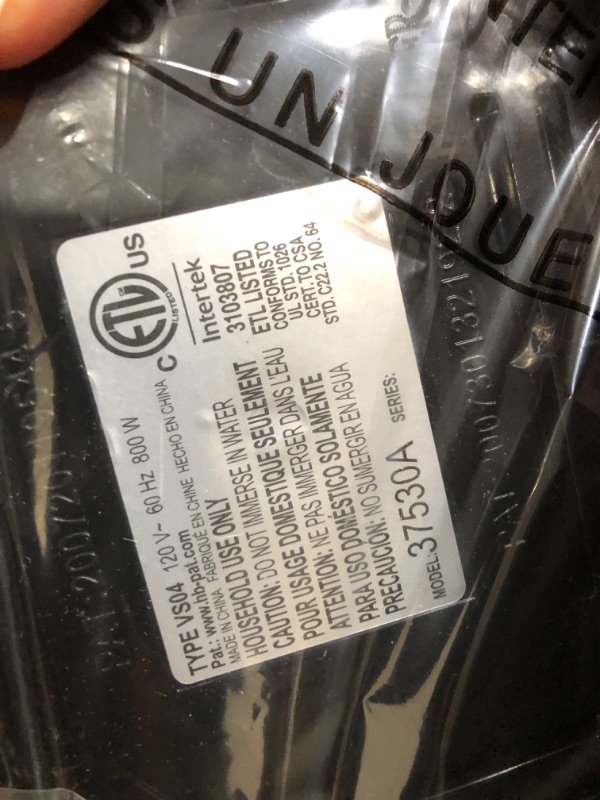 UN JOUE
TYPE VS04 120 V~ 60 Hz 800 W
Pat.: www.hb-pat.com
MADE IN CHINA FABRIQUÉ EN CHINE HECHO EN CHINA
HOUSEHOLD USE ONLY
CAUTION: DO NOT IMMERSE IN WATER
POUR USAGE DOMESTIQUE SEULEMENT
ATTENTION: NE PAS IMMERGER DANS L'EAU
PARA USO DOMÉSTICO SOLAMENTE
PRECAUCIÓN: NO SUMERGIR EN AGUA
MODEL: 37530A SERIES:
C ETL US
LISTED
Intertek
3103807
ETL LISTED
CONFORMS TO
UL STD. 1026
CERT. TO CSA
STD. C22.2 NO. 64